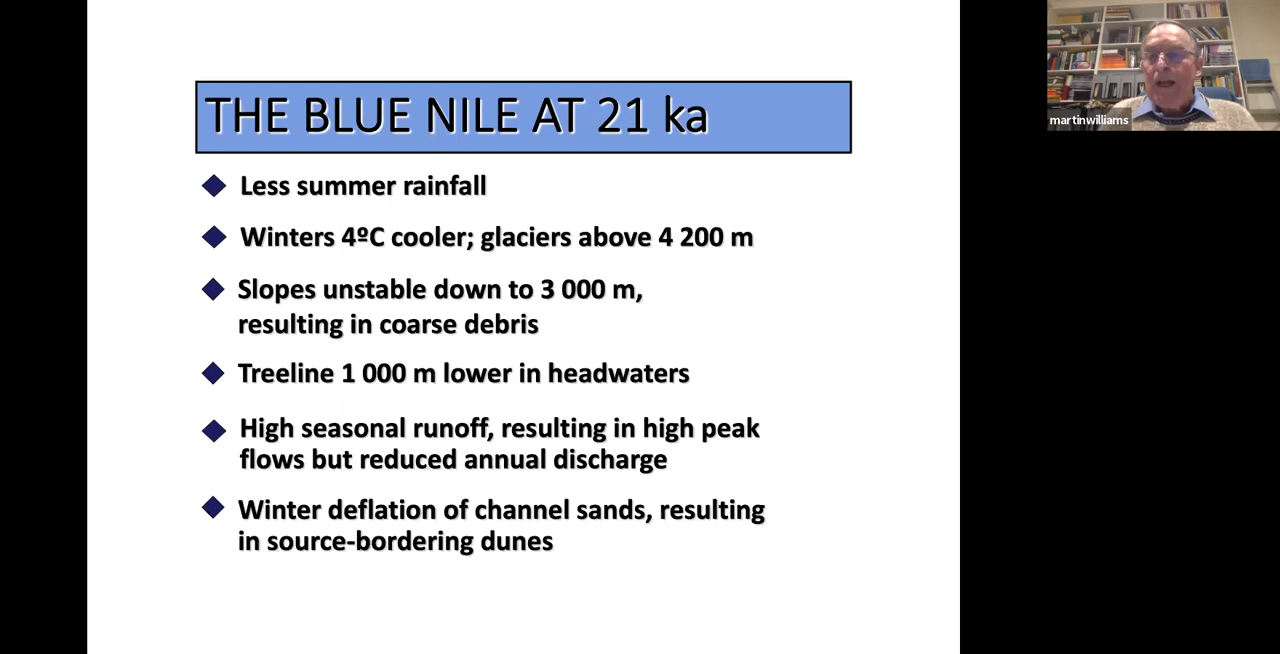 THE BLUE NILE AT 21 ka
Less summer rainfall
Winters 4ºC cooler; glaciers above 4 200 m
Slopes unstable down to 3 000 m,
resulting in coarse debris
Treeline 1 000 m lower in headwaters
High seasonal runoff, resulting in high peak
flows but reduced annual discharge
Winter deflation of channel sands, resulting
in source-bordering dunes
martinwilliams